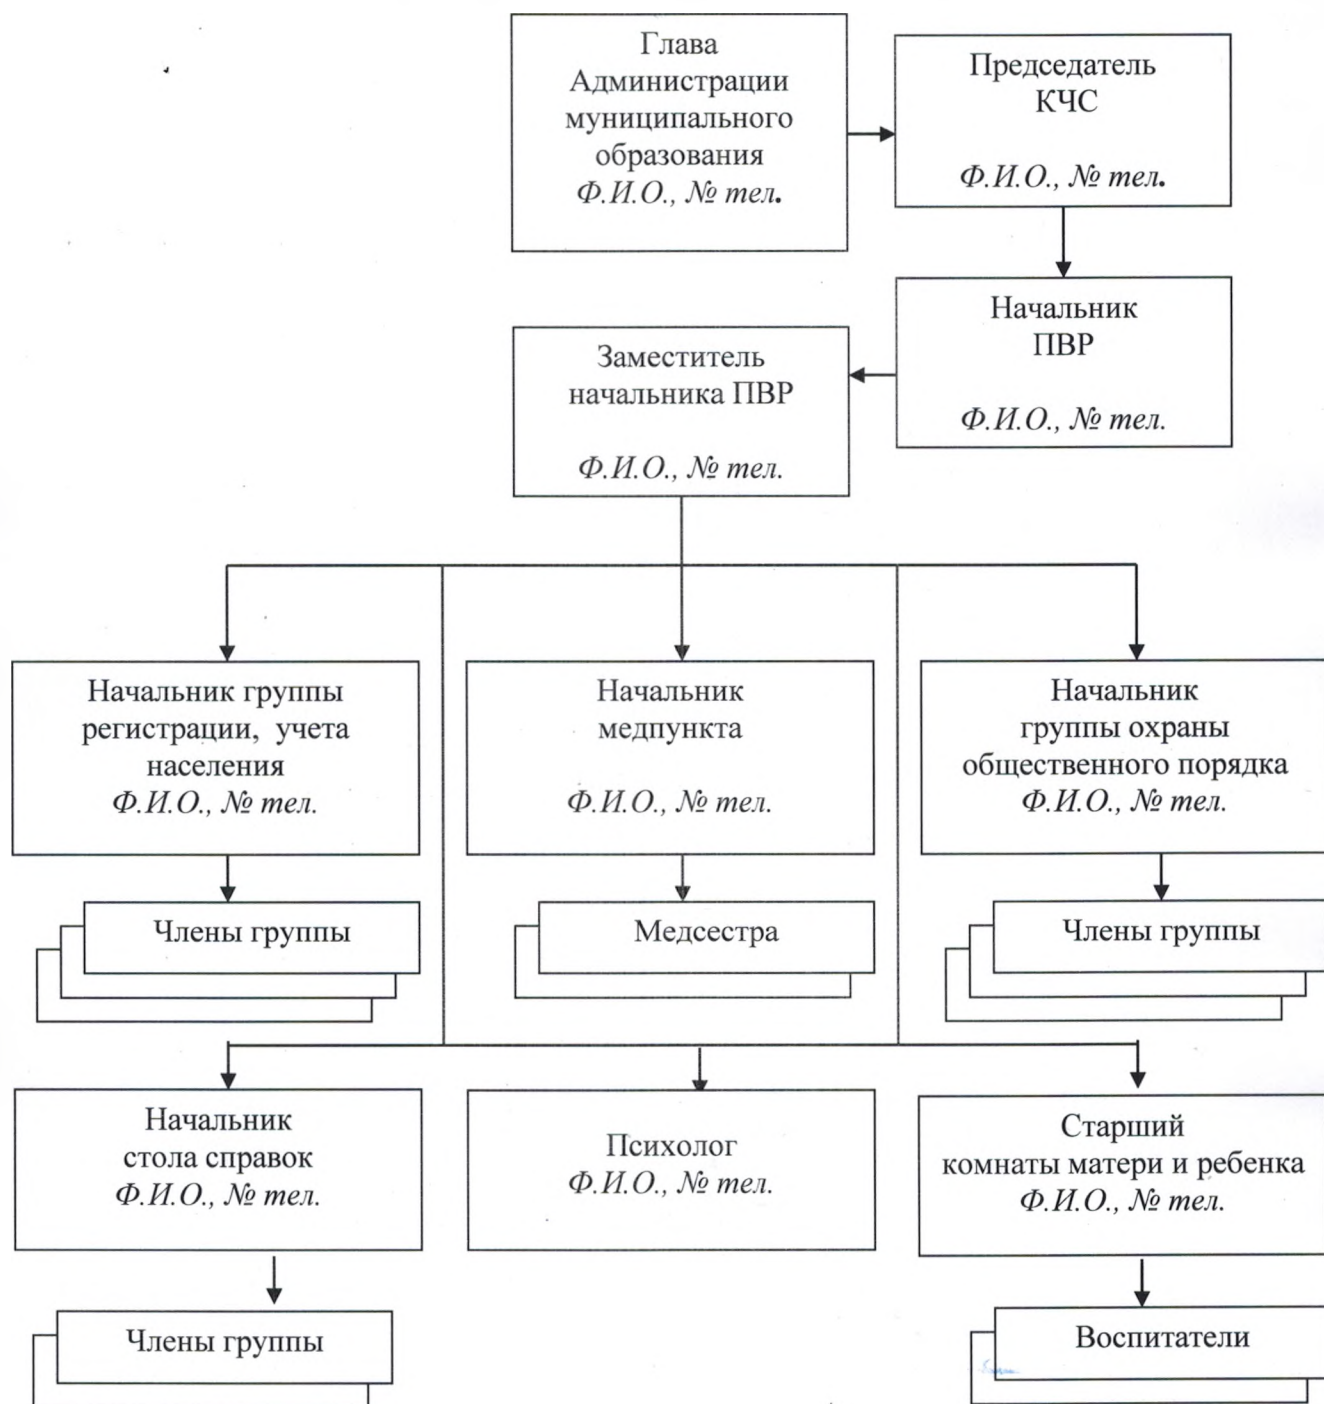 Глава
Администрации
муниципального
образования
Ф.И.О., № тел.
Председатель
КЧС
Ф.И.О., № тел.
Начальник
ПВР
Ф.И.О., № тел.
Заместитель
начальника ПВР
Ф.И.О., № тел.
Начальник группы
регистрации, учета
населения
Ф.И.О., № тел.
Начальник
медпункта
Ф.И.О., № тел.
Начальник
группы охраны
общественного порядка
Ф.И.О., № тел.
Члены группы
Медсестра
Члены группы
Начальник
стола справок
Ф.И.О., № тел.
Психолог
Ф.И.О., № тел.
Старший
комнаты матери и ребенка
Ф.И.О., № тел.
Члены группы
Воспитатели